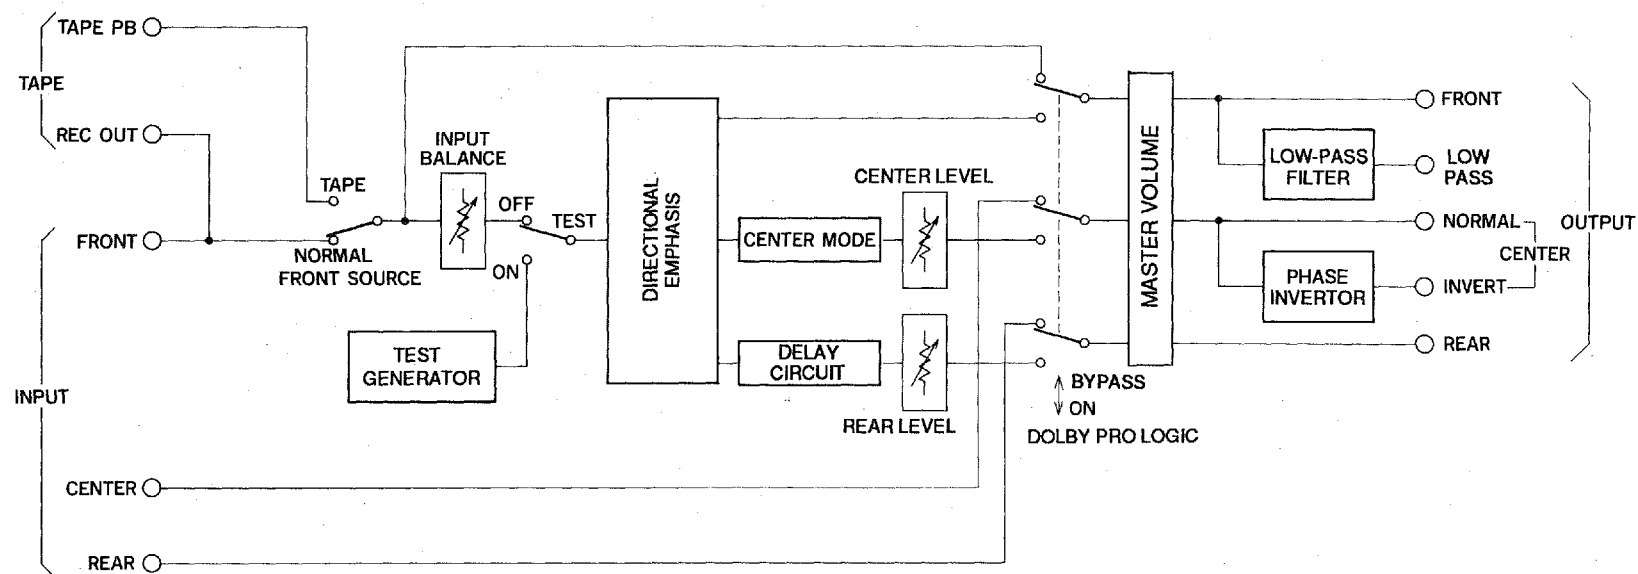 TAPE PB
TAPE
REC OUT
INPUT
BALANCE
TAPE
OFF
TEST
FRONT
NORMAL
FRONT SOURCE
ON
TEST
GENERATOR
INPUT
CENTER
REAR
DIRECTIONAL
EMPHASIS
CENTER LEVEL
CENTER MODE
DELAY
CIRCUIT
REAR LEVEL
BYPASS
ON
DOLBY PRO LOGIC
MASTER VOLUME
FRONT
LOW-PASS
FILTER
LOW
PASS
NORMAL
OUTPUT
CENTER
PHASE
INVERTOR
INVERT
REAR